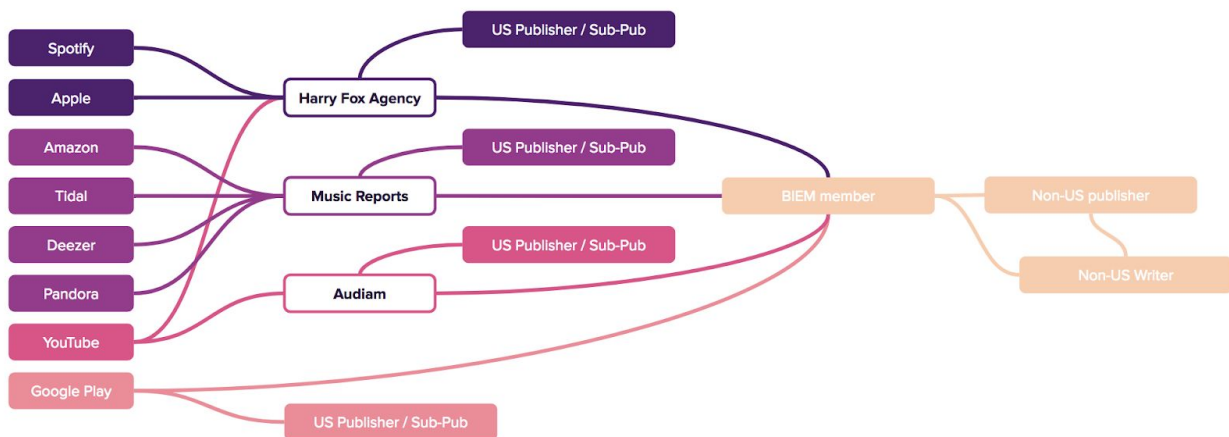 US Publisher / Sub-Pub
Spotify
Apple
Harry Fox Agency
Amazon
US Publisher / Sub-Pub
Tidal
Music Reports
BIEM member
Non-US publisher
Deezer
US Publisher / Sub-Pub
Non-US Writer
Pandora
Audiam
YouTube
Google Play
US Publisher / Sub-Pub